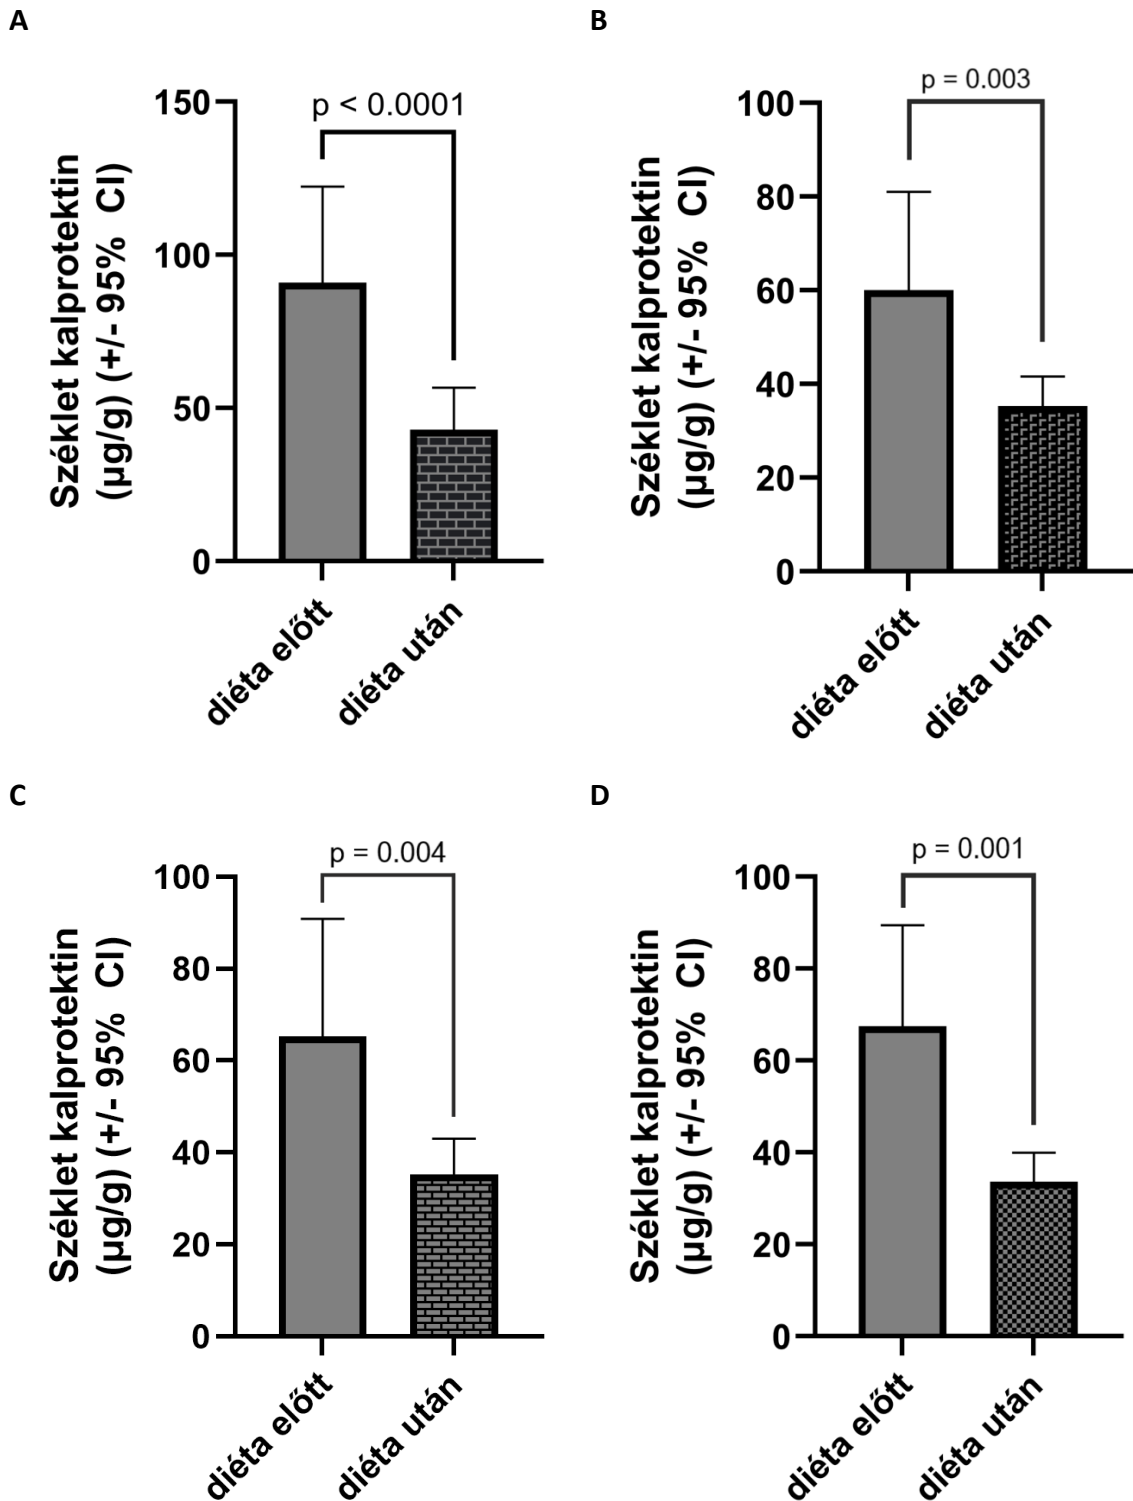 A
p < 0.0001
Széklet kalprotektin
(µg/g) (+/- 95%  CI)
150
100
50
0
diéta előtt
diéta után
B
p = 0.003
Széklet kalprotektin
(µg/g) (+/- 95%  CI)
100
80
60
40
20
0
diéta előtt
diéta után
C
p = 0.004
Széklet kalprotektin
(µg/g) (+/- 95%  CI)
100
80
60
40
20
0
diéta előtt
diéta után
D
p = 0.001
Széklet kalprotektin
(µg/g) (+/- 95%  CI)
100
80
60
40
20
0
diéta előtt
diéta után